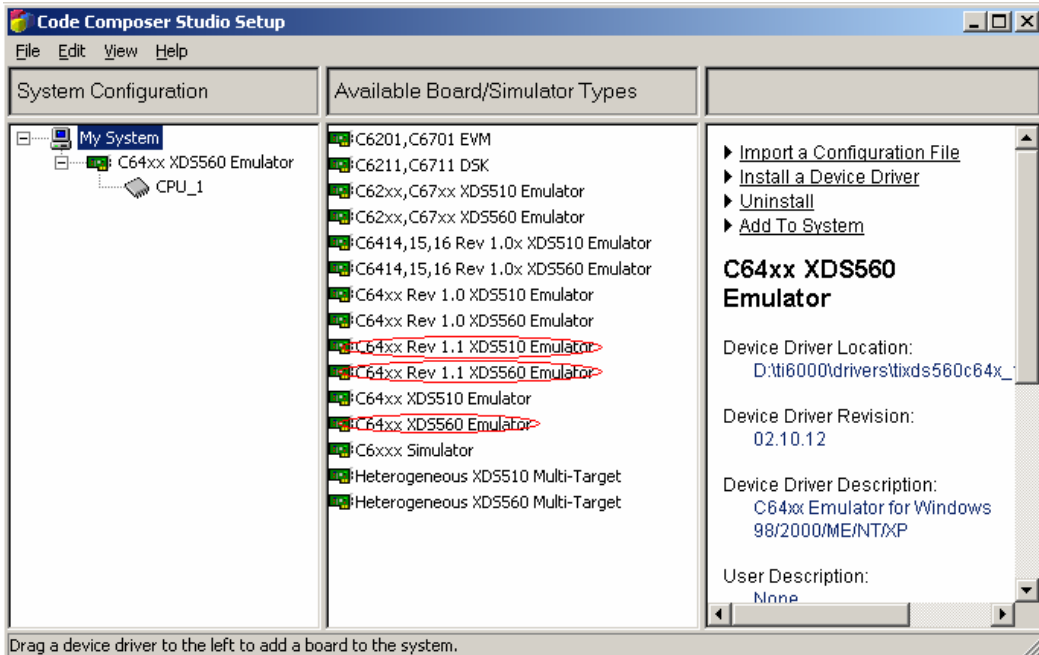 Code Composer Studio Setup
File Edit View Help
System Configuration
Available Board/Simulator Types
My System
C64xx XDS560 Emulator
CPU_1
C6201,C6701 EVM
C6211,C6711 DSK
C62xx,C67xx XDS510 Emulator
C62xx,C67xx XDS560 Emulator
C6414,15,16 Rev 1.0x XDS510 Emulator
C6414,15,16 Rev 1.0x XDS560 Emulator
C64xx Rev 1.0 XDS510 Emulator
C64xx Rev 1.0 XDS560 Emulator
C64xx Rev 1.1 XDS510 Emulator
C64xx Rev 1.1 XDS560 Emulator
C64xx XDS510 Emulator
C64xx XDS560 Emulator
C6xxx Simulator
Heterogeneous XDS510 Multi-Target
Heterogeneous XDS560 Multi-Target
Import a Configuration File
Install a Device Driver
Uninstall
Add To System
C64xx XDS560
Emulator
Device Driver Location:
D:\ti6000\drivers\tixds560c64x_
Device Driver Revision:
02.10.12
Device Driver Description:
C64xx Emulator for Windows
98/2000/ME/NT/XP
User Description:
None
Drag a device driver to the left to add a board to the system.